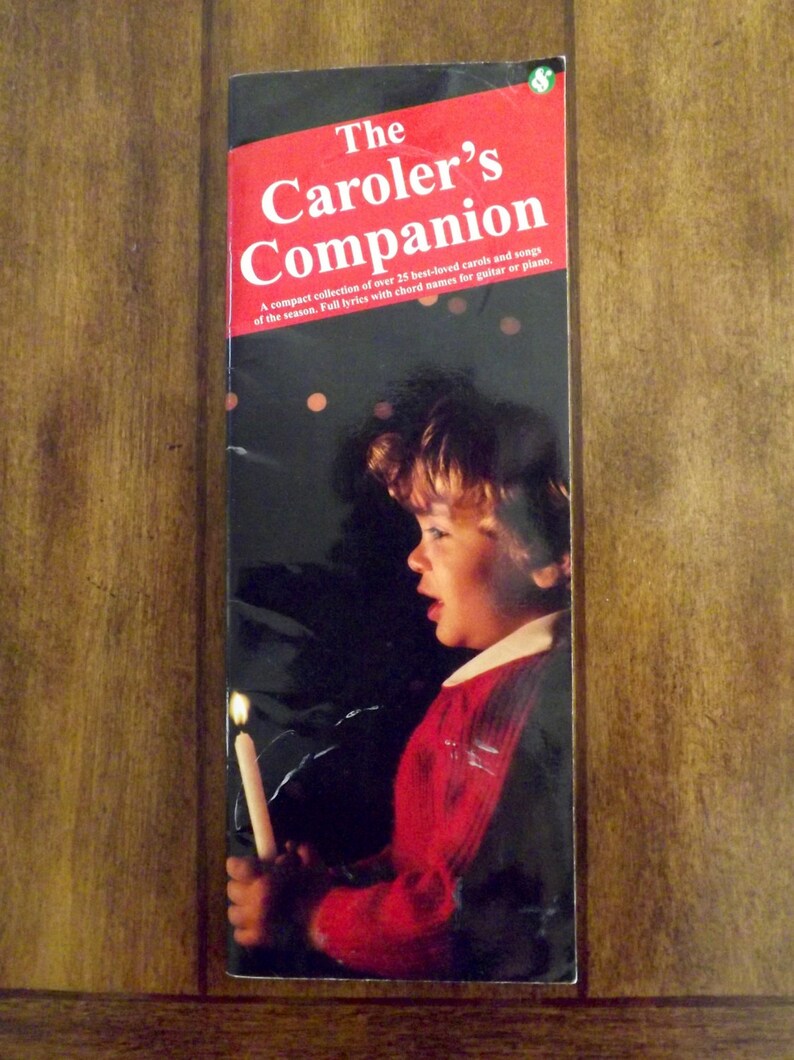 The
Caroler’s
Companion
A compact collection of over 25 best-loved carols and songs
of the season. Full lyrics with chord names for guitar or piano.